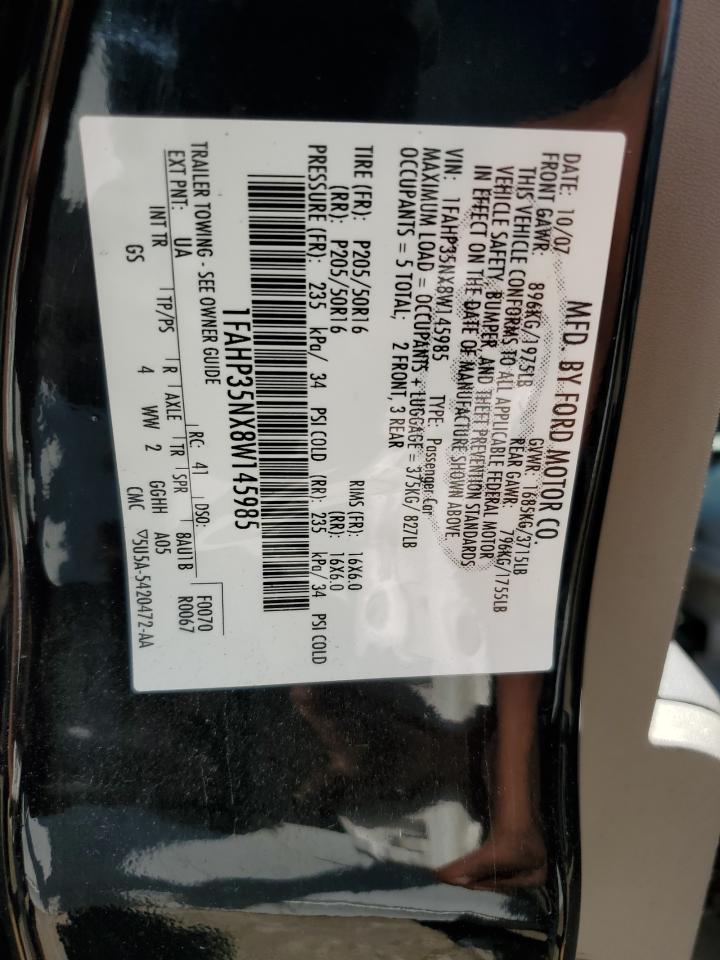 MFD. BY FORD MOTOR CO.
DATE: 10/07 GVWR: 1685KG/3715LB
FRONT GAWR: 896KG/1975LB REAR GAWR: 796KG/1755LB
THIS VEHICLE CONFORMS TO ALL APPLICABLE FEDERAL MOTOR
VEHICLE SAFETY, BUMPER, AND THEFT PREVENTION STANDARDS
IN EFFECT ON THE DATE OF MANUFACTURE SHOWN ABOVE.
VIN: 1FAHP35NX8W145985 TYPE: Passenger Car
MAXIMUM LOAD = OCCUPANTS + LUGGAGE = 375KG/827LB
OCCUPANTS = 5 TOTAL; 2 FRONT, 3 REAR
TIRE (FR): P205/50R16 RIMS (FR): 16X6.0
(RR): P205/50R16 (RR): 16X6.0
PRESSURE (FR): 235 kPa/ 34 PSI COLD (RR): 235 kPa/34 PSI COLD
1FAHP35NX8W145985
TRAILER TOWING - SEE OWNER GUIDE
F0070
EXT PNT: UA RC: 41 DSO: R0067
INT TR TP/PS R AXLE TR SPR 8AU1B
GS 4 WW 2 GGHH A05
CMC ▽5U5A-5420472-AA